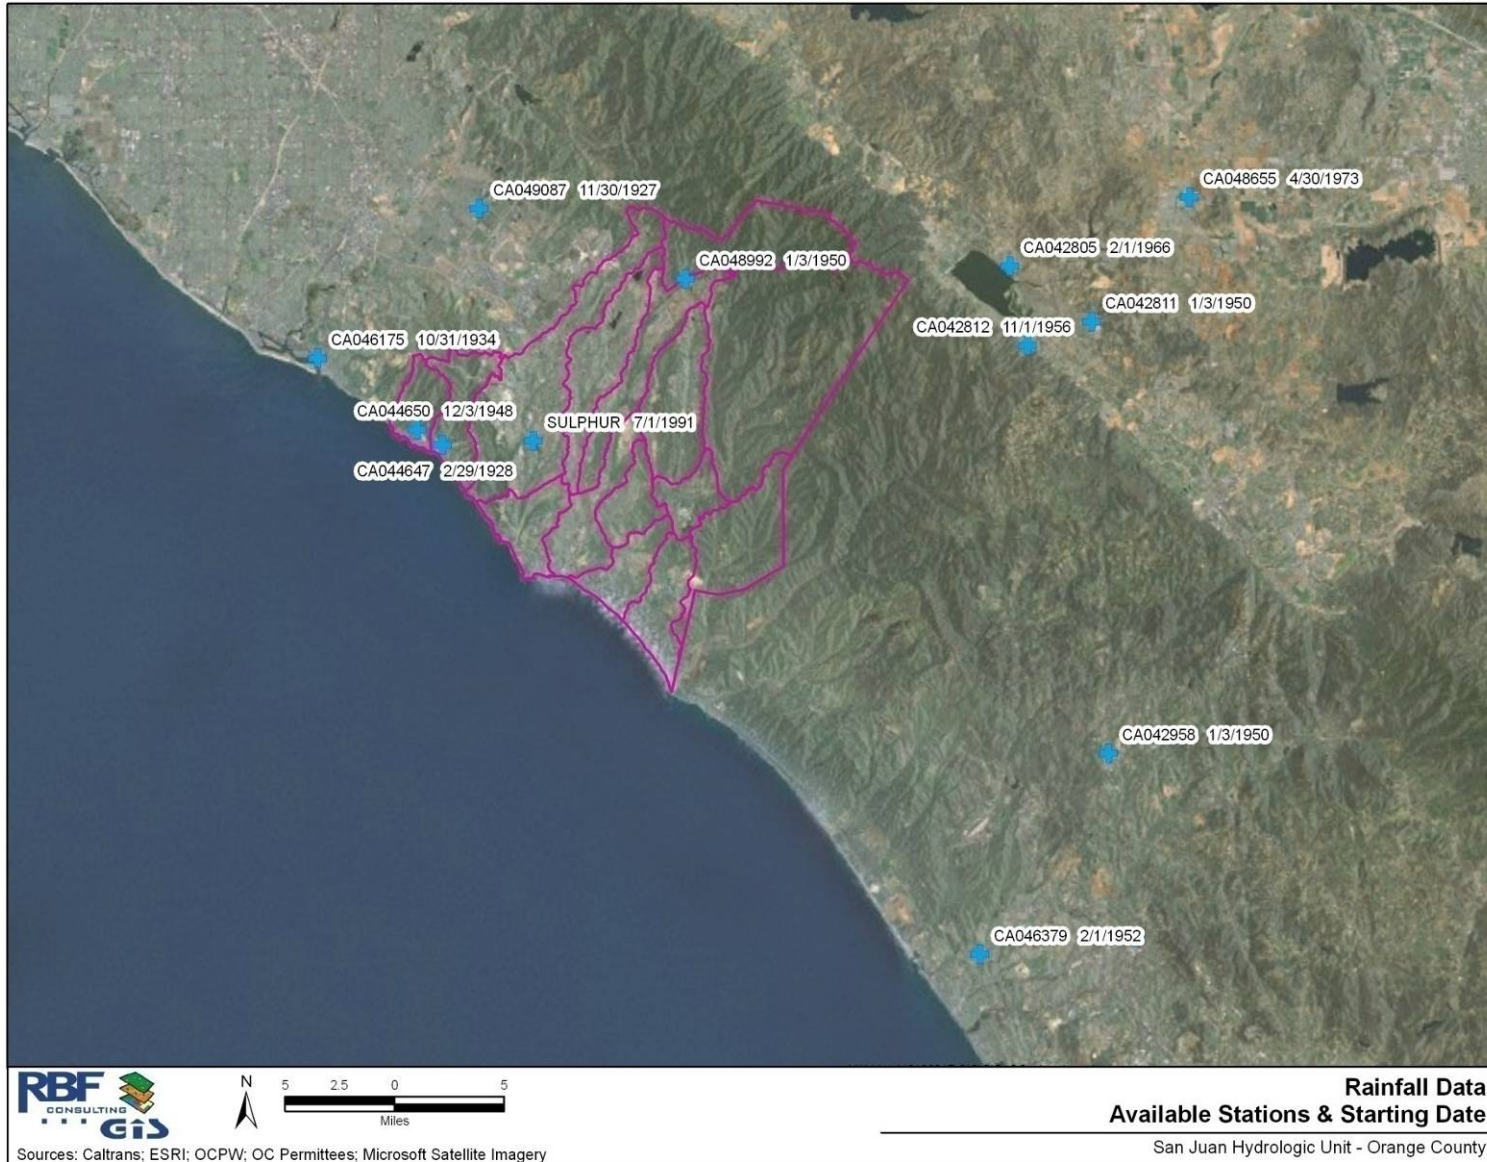 CA049087 11/30/1927
CA048655 4/30/1973
CA042805 2/1/1966
CA048992 1/3/1950
CA042811 1/3/1950
CA042812 11/1/1956
CA046175 10/31/1934
CA044650 12/3/1948
SULPHUR 7/1/1991
CA044647 2/29/1928
CA042958 1/3/1950
CA046379 2/1/1952
RBF
CONSULTING
GIS
N
5 2.5 0 5
Miles
Rainfall Data
Available Stations & Starting Date
San Juan Hydrologic Unit - Orange County
Sources: Caltrans; ESRI; OCPW; OC Permittees; Microsoft Satellite Imagery